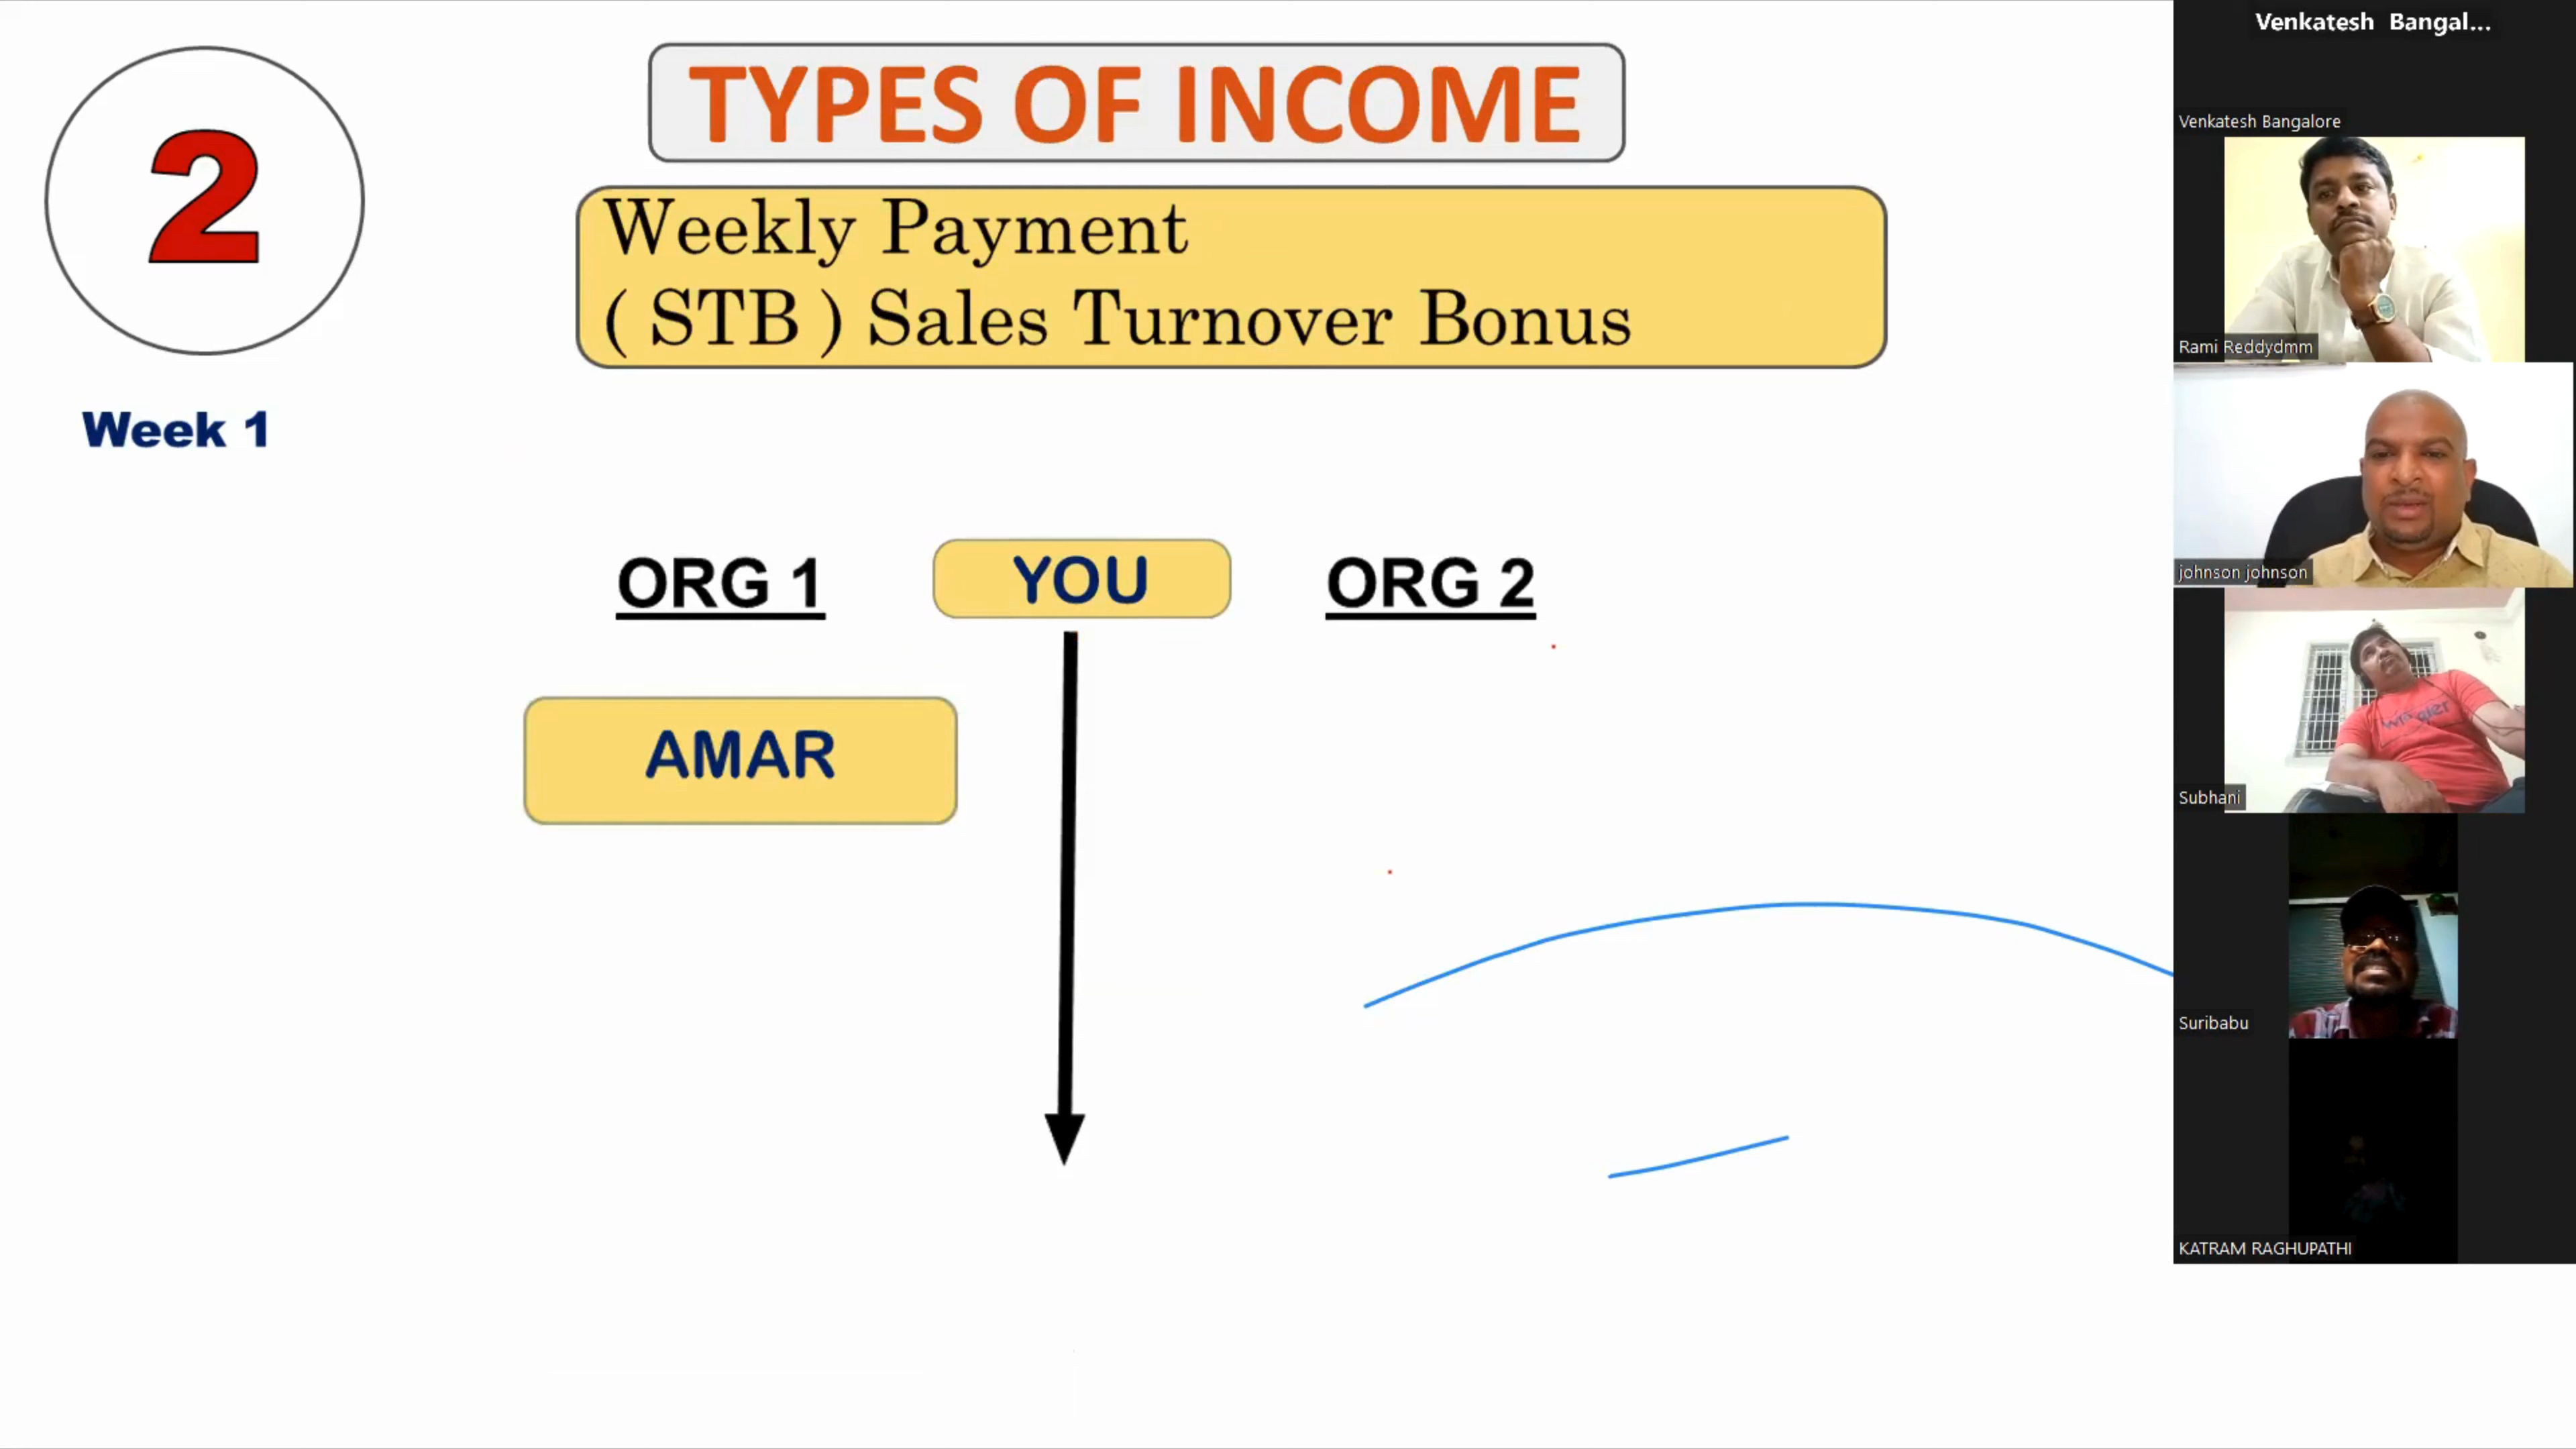 2
TYPES OF INCOME
Weekly Payment
( STB ) Sales Turnover Bonus
Week 1
ORG 1
YOU
ORG 2
AMAR
Venkatesh Bangal...
Venkatesh Bangalore
Rami Reddydmm
johnson johnson
Subhani
Suribabu
KATRAM RAGHUPATHI